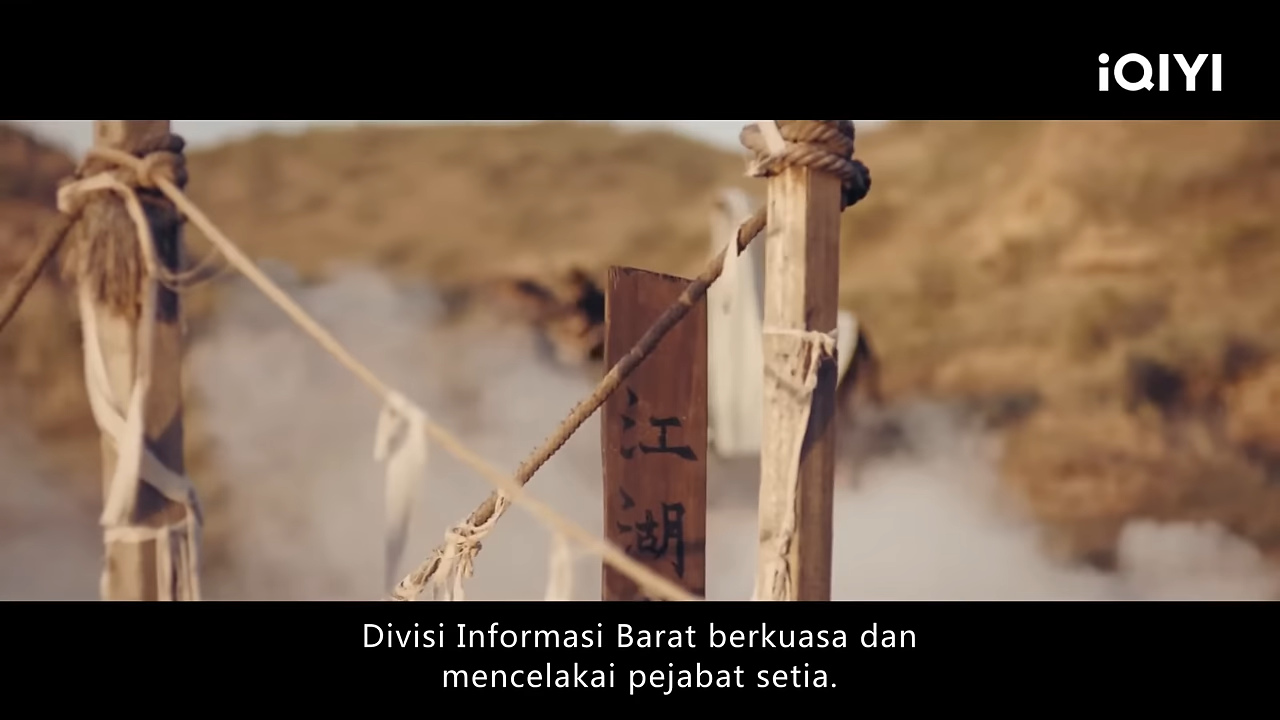 iQIYI
江
湖
Divisi Informasi Barat berkuasa dan
mencelakai pejabat setia.